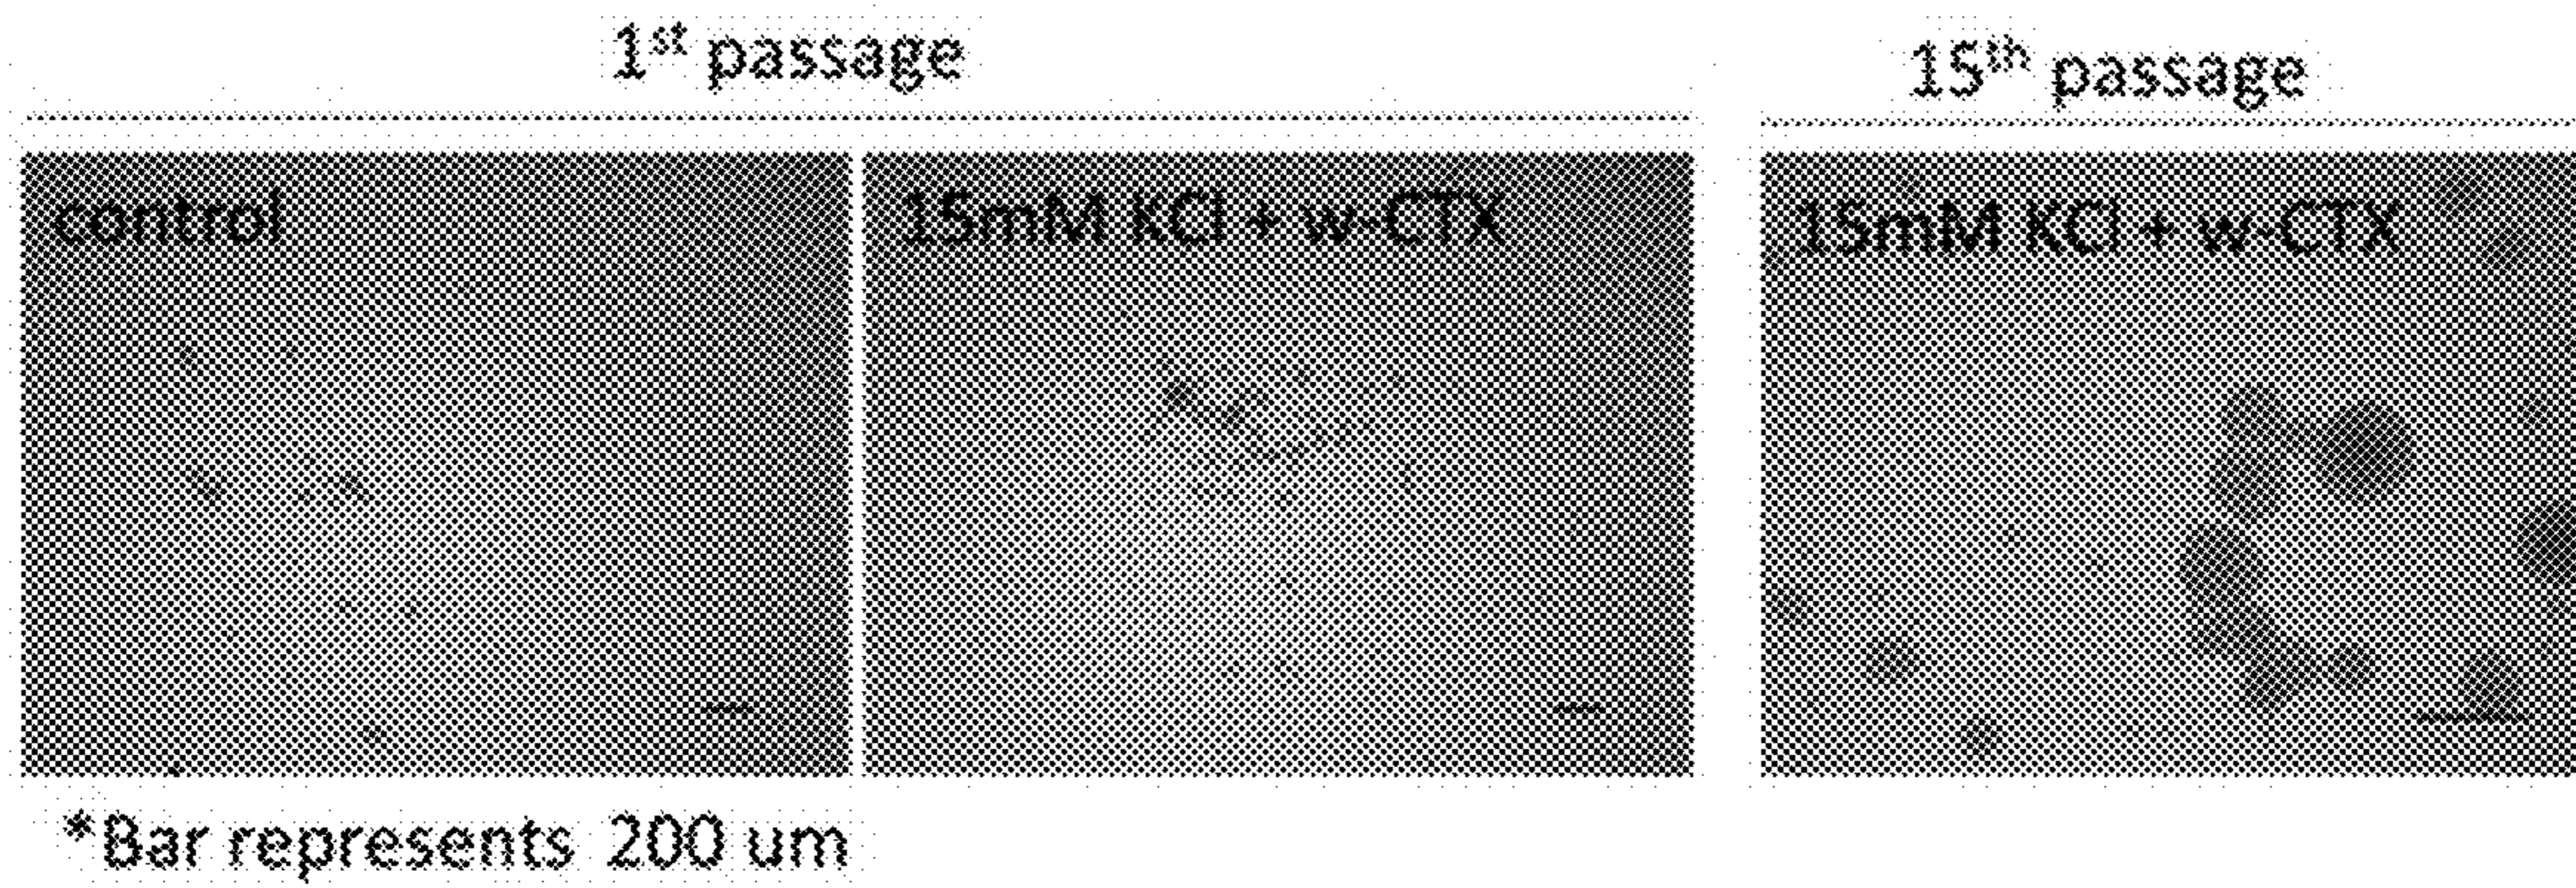 1st passage
15th passage
control
15mM KCl + w-CTX
15mM KCl + w-CTX
*Bar represents 200 um